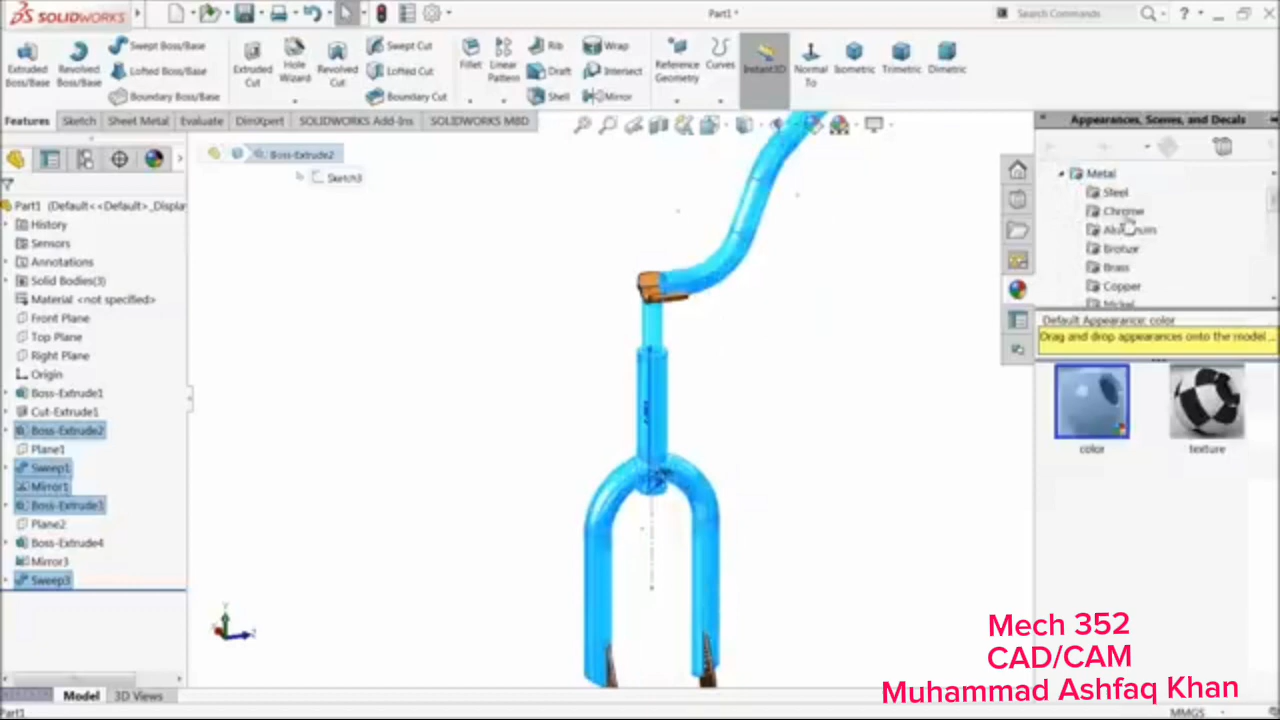 SOLIDWORKS
Part1 *
Search Commands
Extruded Boss/Base
Revolved Boss/Base
Swept Boss/Base
Lofted Boss/Base
Boundary Boss/Base
Extruded Cut
Hole Wizard
Revolved Cut
Swept Cut
Lofted Cut
Boundary Cut
Fillet
Linear Pattern
Rib
Draft
Shell
Wrap
Intersect
Mirror
Reference Geometry
Curves
Instant3D
Normal To
Isometric
Trimetric
Dimetric
Features
Sketch
Sheet Metal
Evaluate
DimXpert
SOLIDWORKS Add-Ins
SOLIDWORKS MBD
Boss-Extrude2
Sketch3
Part1 (Default<<Default>_Displa
History
Sensors
Annotations
Solid Bodies(3)
Material <not specified>
Front Plane
Top Plane
Right Plane
Origin
Boss-Extrude1
Cut-Extrude1
Boss-Extrude2
Plane1
Sweep1
Mirror1
Boss-Extrude3
Plane2
Boss-Extrude4
Mirror3
Sweep3
Appearances, Scenes, and Decals
Metal
Steel
Chrome
Aluminum
Bronze
Brass
Copper
Nickel
Default Appearance: color
Drag and drop appearances onto the model ...
color
texture
Mech 352
CAD/CAM
Muhammad Ashfaq Khan
Model
3D Views
Part1
MMGS